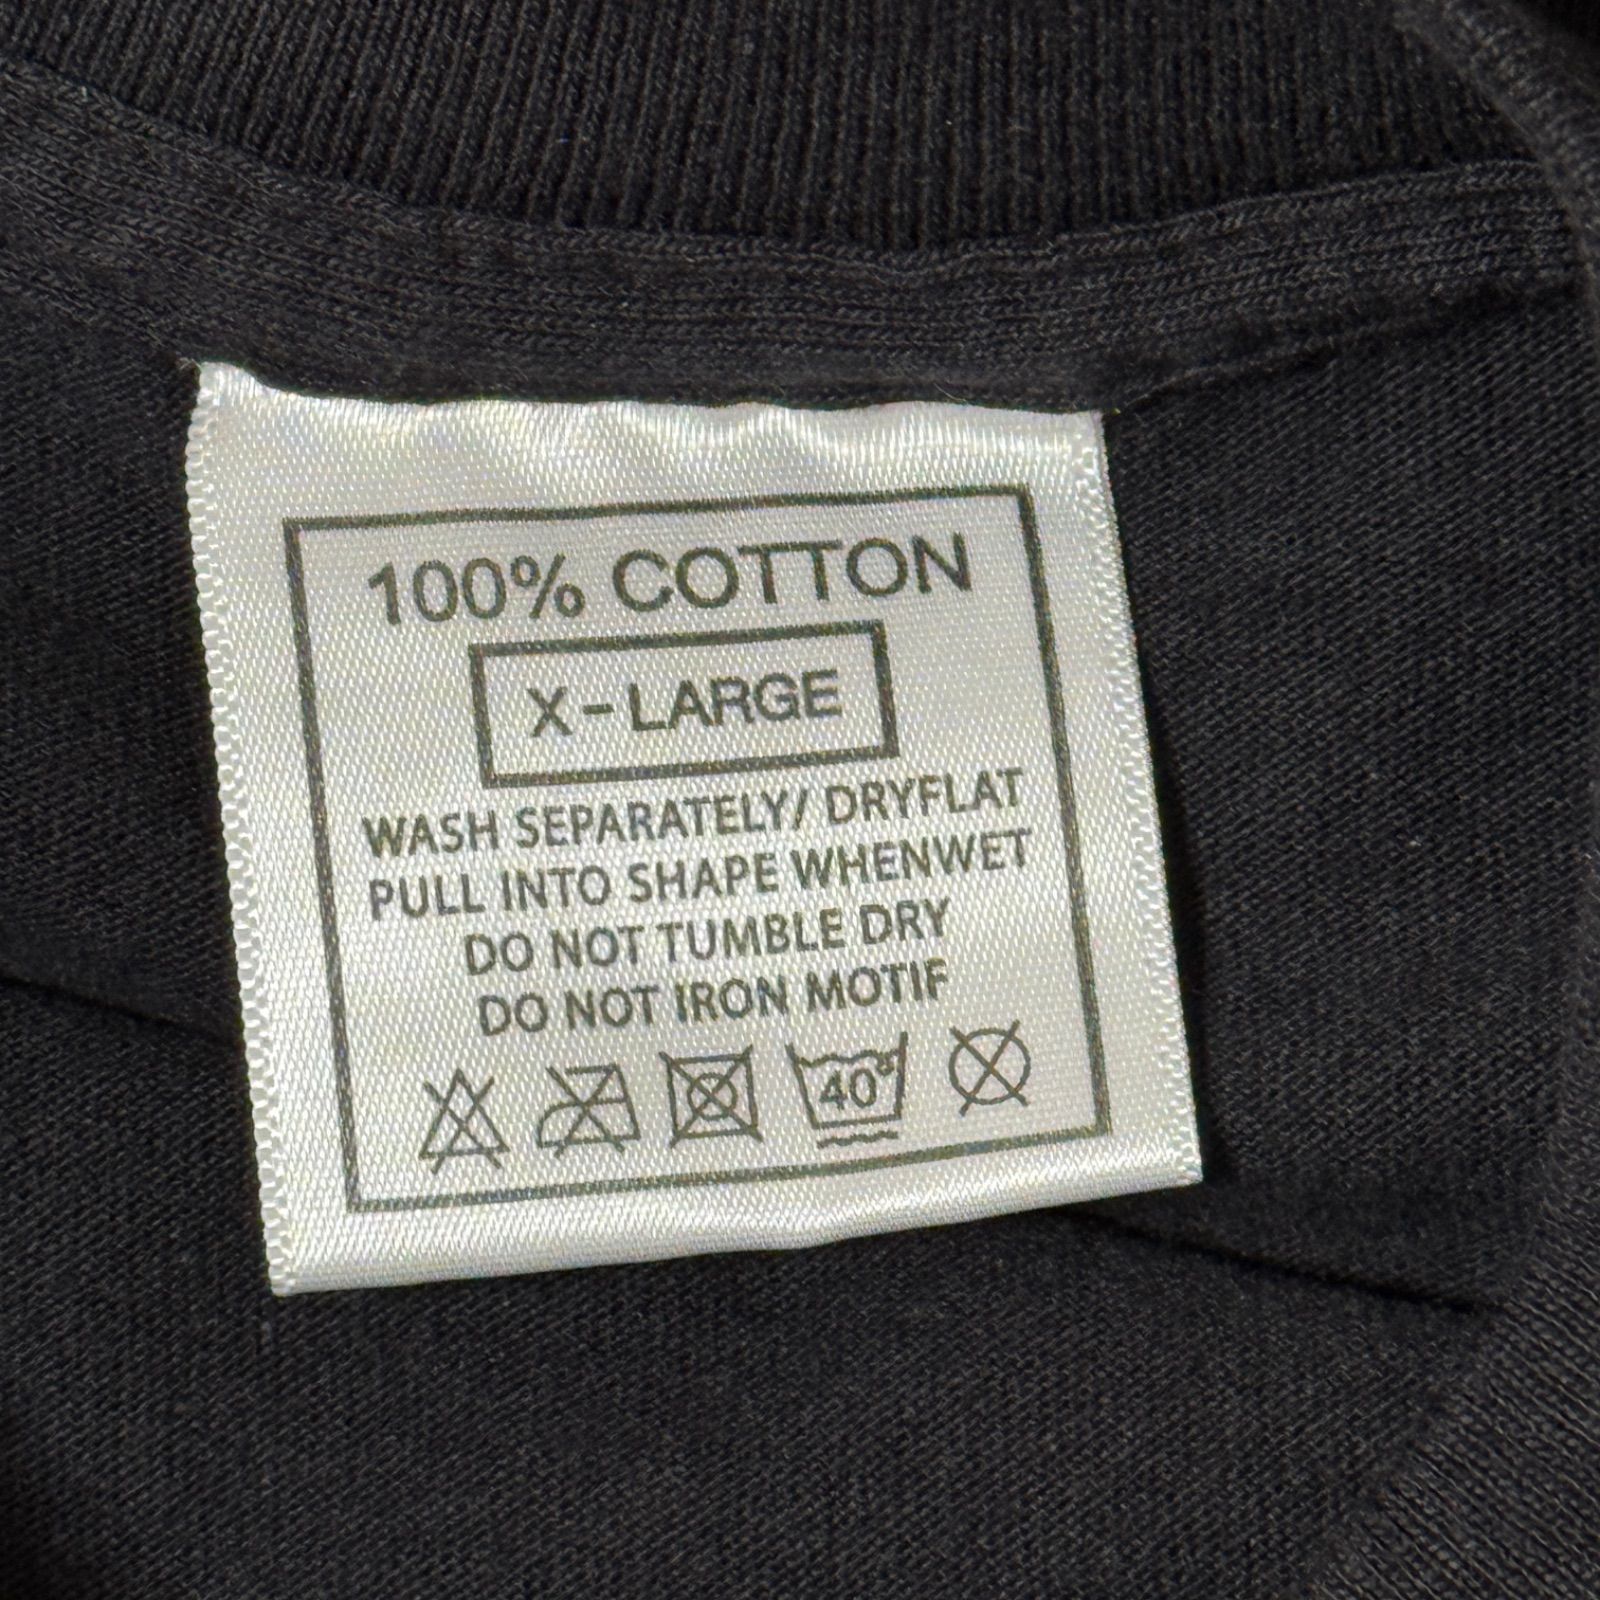 100% COTTON
X-LARGE
WASH SEPARATELY/ DRYFLAT
PULL INTO SHAPE WHENWET
DO NOT TUMBLE DRY
DO NOT IRON MOTIF
40°